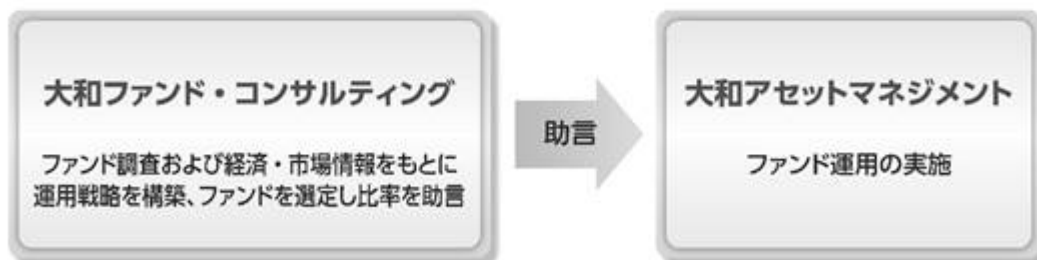 大和ファンド・コンサルティング
ファンド調査および経済・市場情報をもとに
運用戦略を構築、ファンドを選定し比率を助言
助言
大和アセットマネジメント
ファンド運用の実施